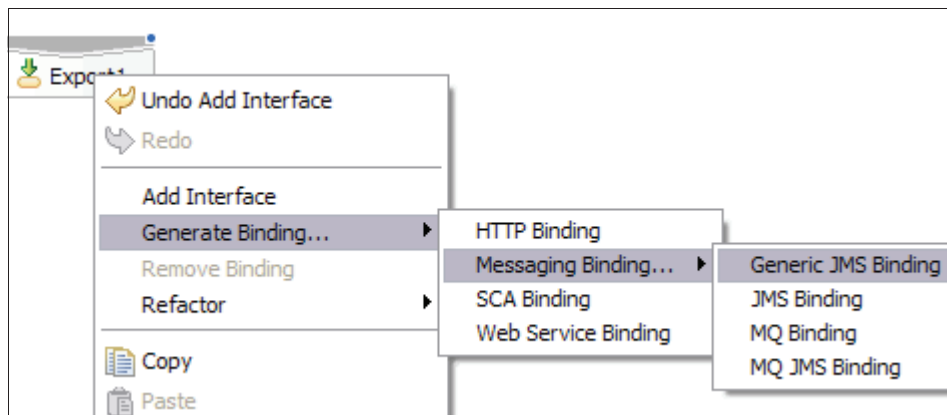 Undo Add Interface
Redo
Add Interface
Generate Binding...
Remove Binding
Refactor
HTTP Binding
Messaging Binding...
SCA Binding
Web Service Binding
Generic JMS Binding
JMS Binding
MQ Binding
MQ JMS Binding
Copy
Paste